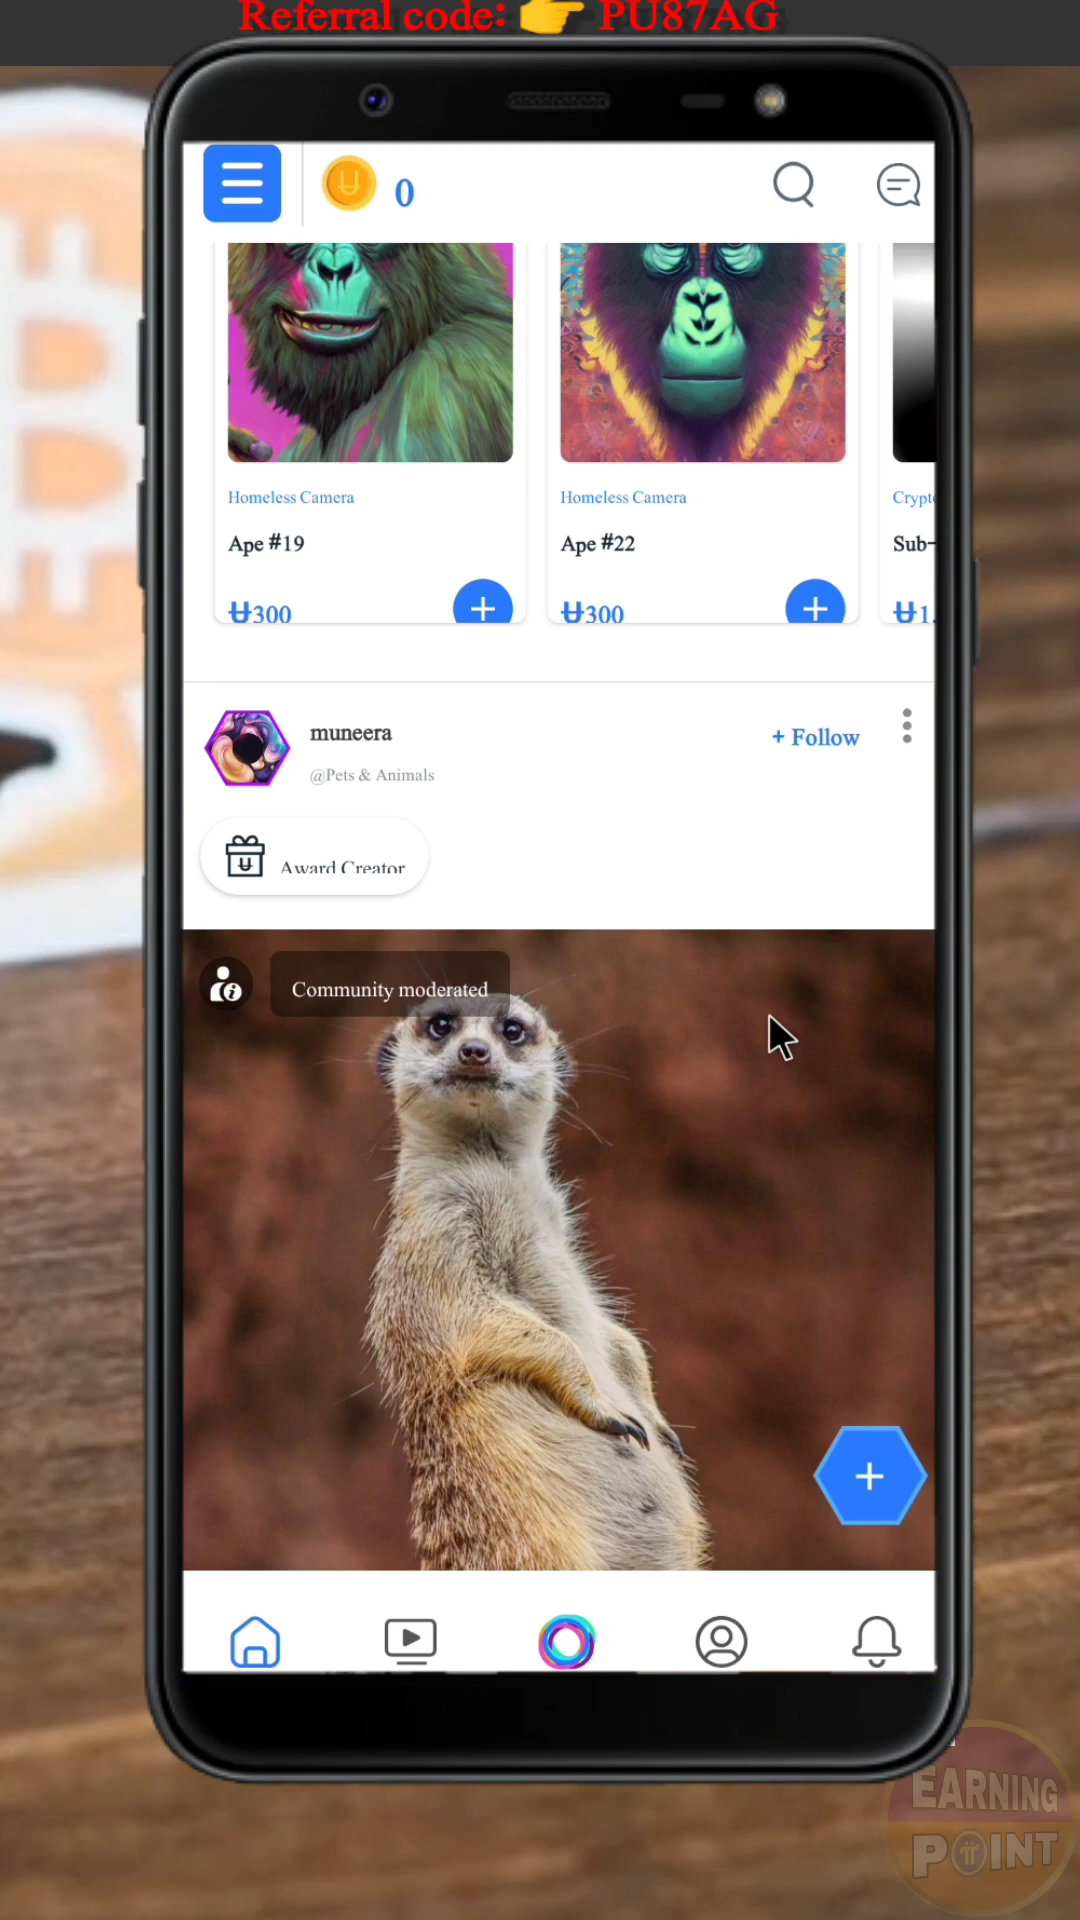 Referral code: 👉 PU87AG
0
Homeless Camera
Homeless Camera
Ape #19
Ape #22
Sub-
300
300
muneera
+ Follow
@Pets & Animals
Award Creator
Community moderated
EARNING
POINT